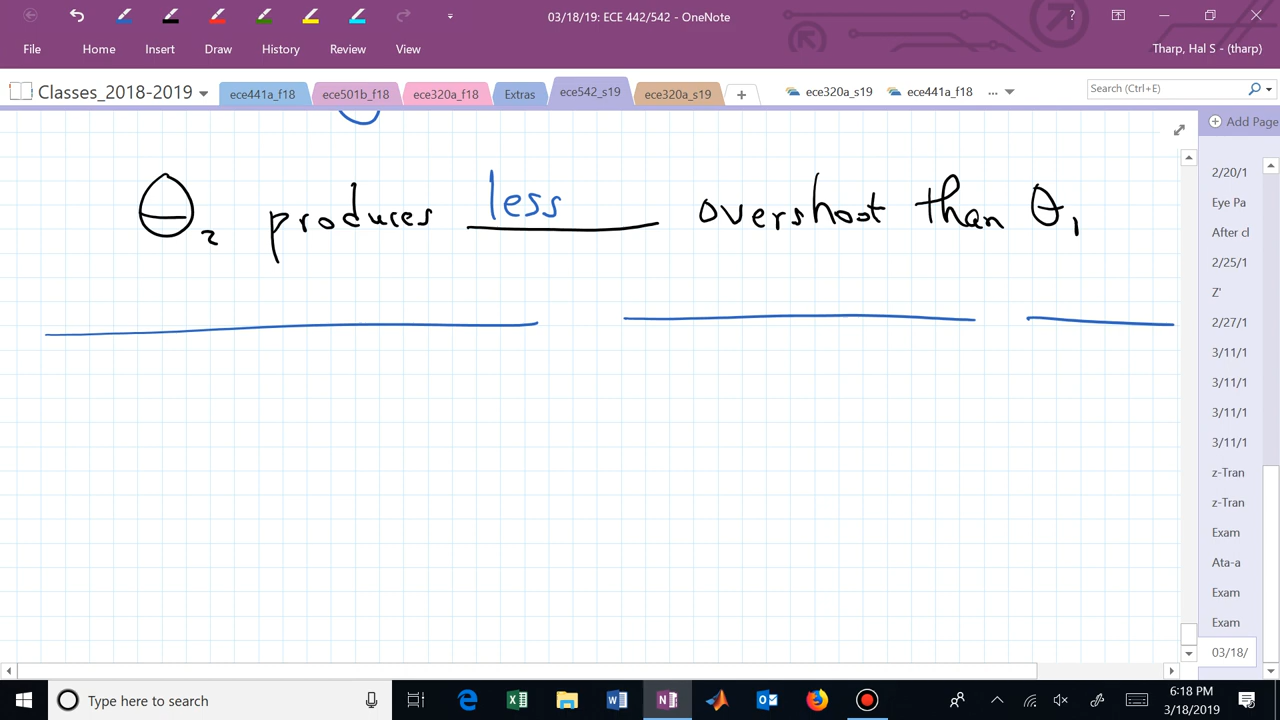 03/18/19: ECE 442/542 - OneNote
?
File Home Insert Draw History Review View
Tharp, Hal S - (tharp)
Classes_2018-2019 ece441a_f18 ece501b_f18 ece320a_f18 Extras ece542_s19 ece320a_s19 + ece320a_s19 ece441a_f18 ... Search (Ctrl+E)
Add Page
2/20/1
Eye Pa
After cl
2/25/1
Z'
2/27/1
3/11/1
3/11/1
3/11/1
3/11/1
z-Tran
z-Tran
Exam
Ata-a
Exam
Exam
03/18/
θ₂ produces less overshoot than θ₁
Type here to search
6:18 PM
3/18/2019